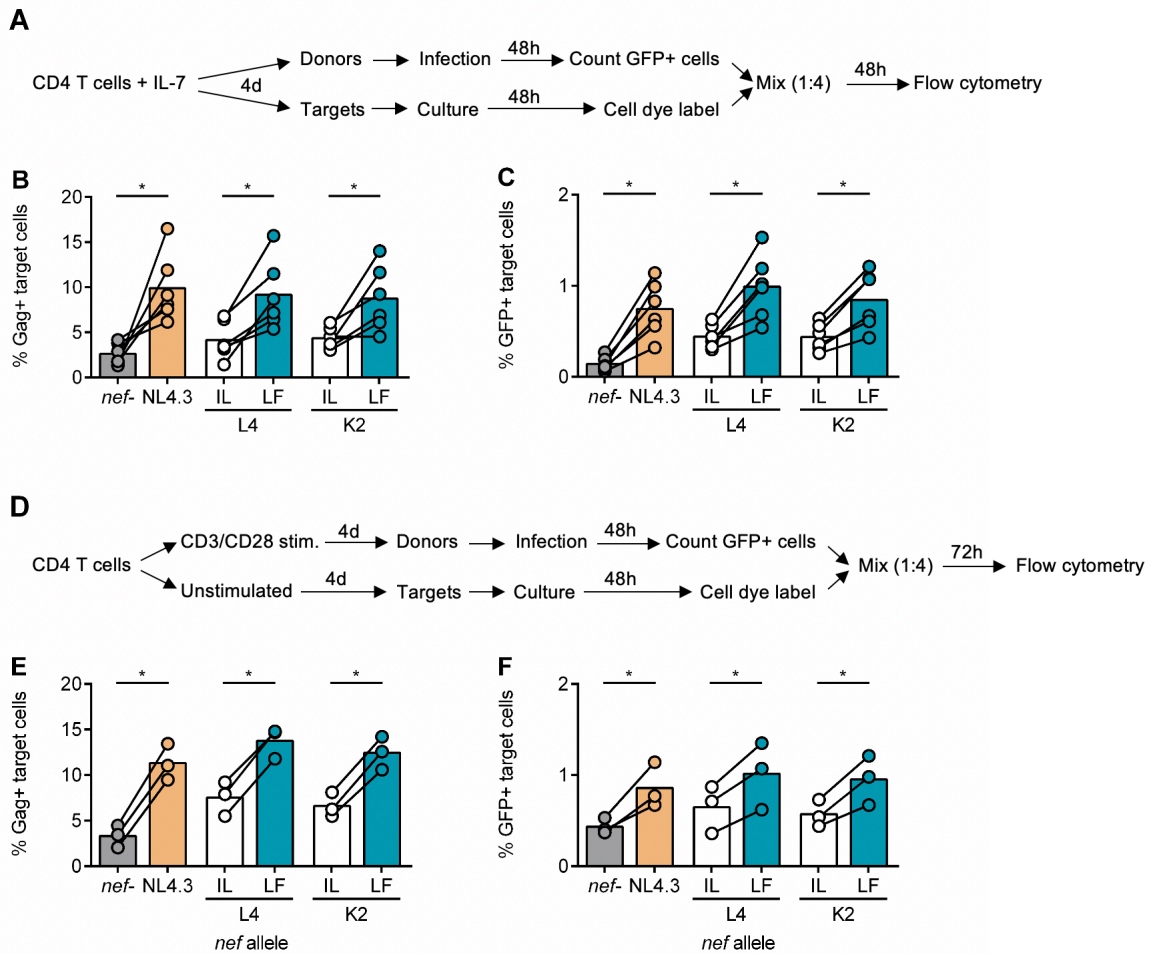 A
CD4 T cells + IL-7
4d
Donors
Infection
48h
Count GFP+ cells
Targets
Culture
48h
Cell dye label
Mix (1:4)
48h
Flow cytometry
B
% Gag+ target cells
20
15
10
5
0
*
*
*
nef- NL4.3
IL LF
IL LF
L4
K2
C
% GFP+ target cells
2
1
0
*
*
*
nef- NL4.3
IL LF
IL LF
L4
K2
D
CD4 T cells
CD3/CD28 stim.
4d
Donors
Infection
48h
Count GFP+ cells
Unstimulated
4d
Targets
Culture
48h
Cell dye label
Mix (1:4)
72h
Flow cytometry
E
% Gag+ target cells
20
15
10
5
0
*
*
*
nef- NL4.3
IL LF
IL LF
L4
K2
nef allele
F
% GFP+ target cells
2
1
0
*
*
*
nef- NL4.3
IL LF
IL LF
L4
K2
nef allele